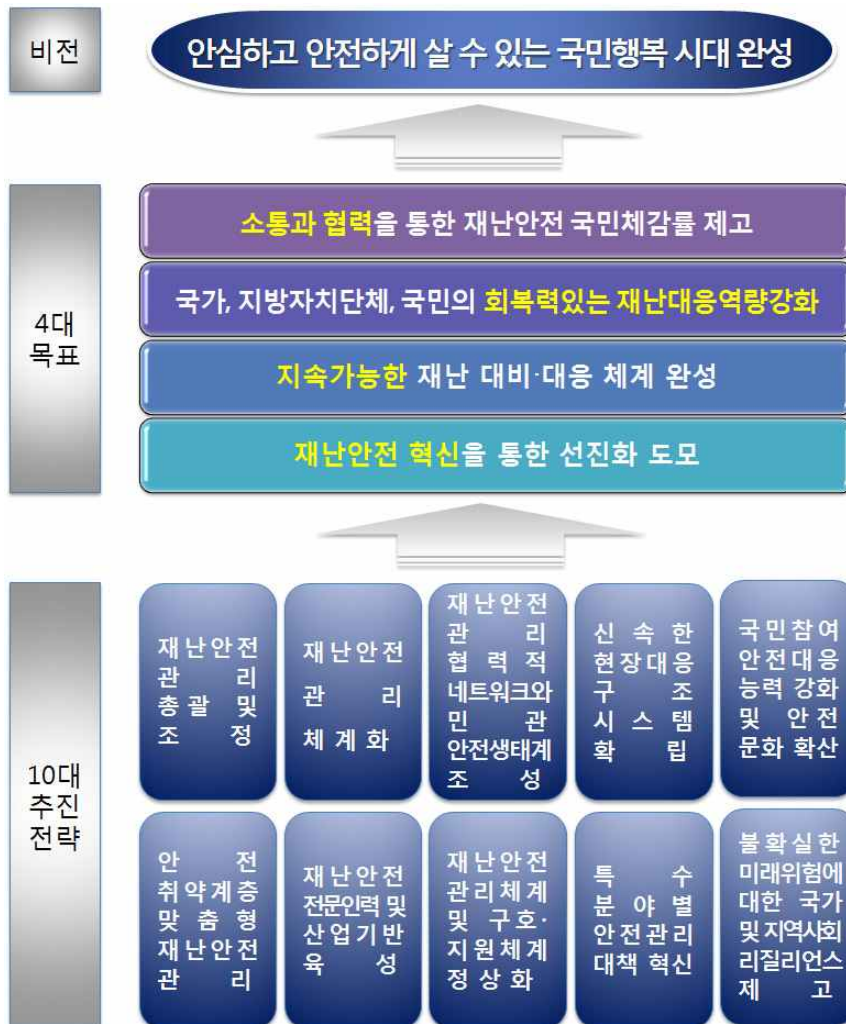 비전
안심하고 안전하게 살 수 있는 국민행복 시대 완성
4대
목표
소통과 협력을 통한 재난안전 국민체감률 제고
국가, 지방자치단체, 국민의 회복력있는 재난대응역량강화
지속가능한 재난 대비·대응 체계 완성
재난안전 혁신을 통한 선진화 도모
10대
추진
전략
재난안전
관 리
총괄 및
조 정
재난안전
관 리
체계화
재난안전
관 리
협력적
네트워크와
민 관
안전생태계
조 성
신속한
현장대응
구 조
시스템
확 립
국민참여
안전대응
능력 강화
및 안전
문화 확산
안 전
취약계층
맞춤형
재난안전
관 리
재난안전
전문인력 및
산업기반
육 성
재난안전
관리체계
및 구호·
지원체계
정상화
특 수
분야별
안전관리
대책 혁신
불확실한
미래위험에
대한 국가
및 지역사회
리질리언스
제 고